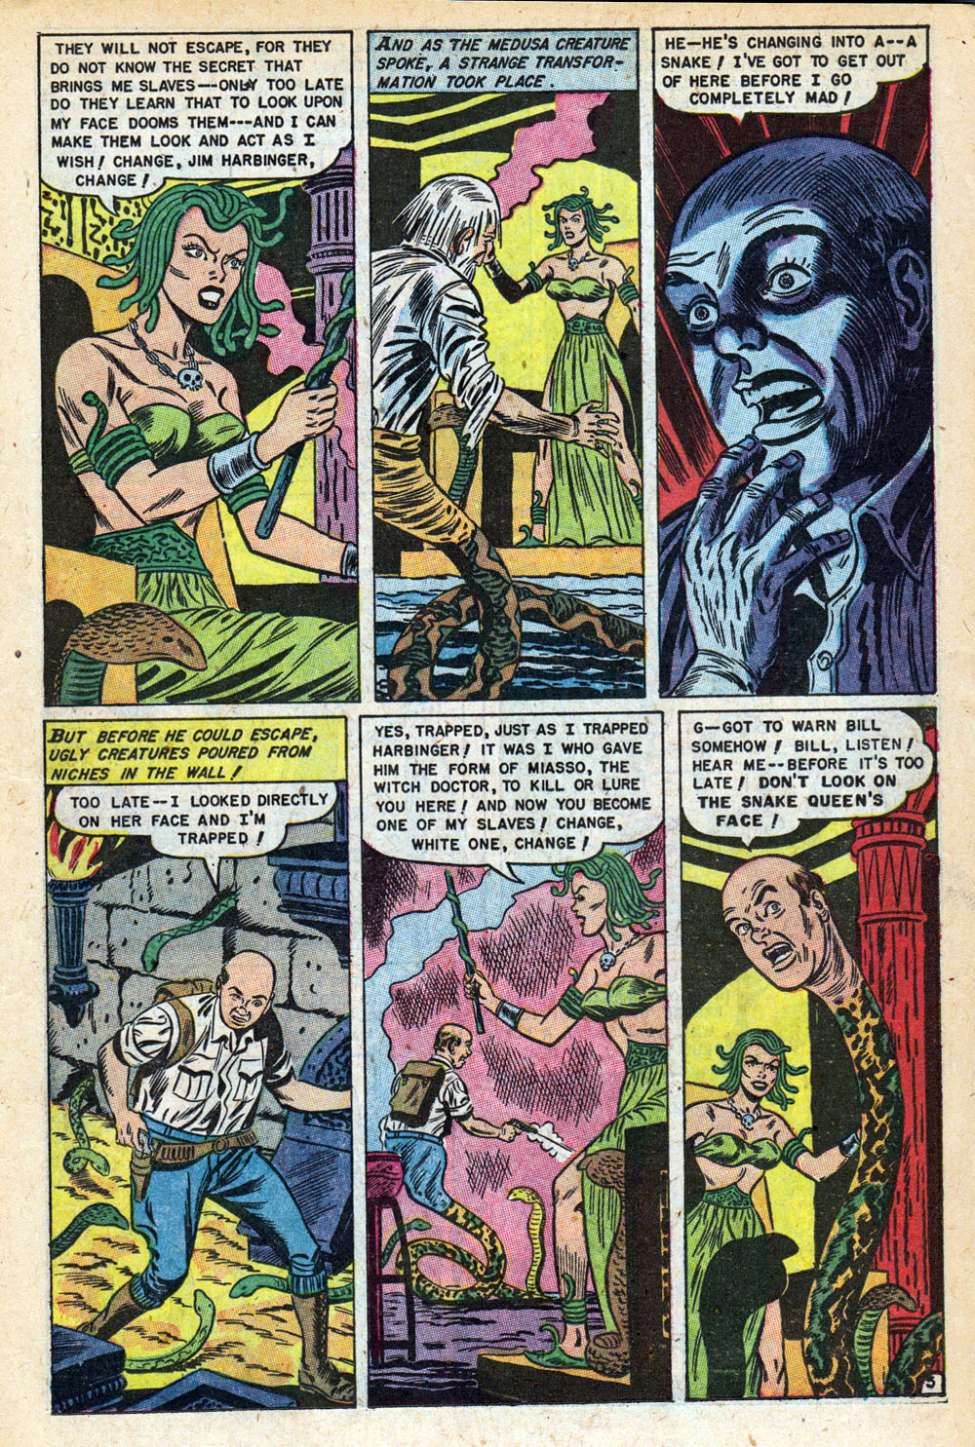 THEY WILL NOT ESCAPE, FOR THEY
DO NOT KNOW THE SECRET THAT
BRINGS ME SLAVES--ONLY TOO LATE
DO THEY LEARN THAT TO LOOK UPON
MY FACE DOOMS THEM---AND I CAN
MAKE THEM LOOK AND ACT AS I
WISH! CHANGE, JIM HARBINGER,
CHANGE!
AND AS THE MEDUSA CREATURE
SPOKE, A STRANGE TRANSFOR-
MATION TOOK PLACE.
HE--HE'S CHANGING INTO A--A
SNAKE! I'VE GOT TO GET OUT
OF HERE BEFORE I GO
COMPLETELY MAD!
BUT BEFORE HE COULD ESCAPE,
UGLY CREATURES POURED FROM
NICHES IN THE WALL!
TOO LATE--I LOOKED DIRECTLY
ON HER FACE AND I'M
TRAPPED!
YES, TRAPPED, JUST AS I TRAPPED
HARBINGER! IT WAS I WHO GAVE
HIM THE FORM OF MIASSO, THE
WITCH DOCTOR, TO KILL OR LURE
YOU HERE! AND NOW YOU BECOME
ONE OF MY SLAVES! CHANGE,
WHITE ONE, CHANGE!
G--GOT TO WARN BILL
SOMEHOW! BILL, LISTEN!
HEAR ME--BEFORE IT'S TOO
LATE! DON'T LOOK ON
THE SNAKE QUEEN'S
FACE!
5